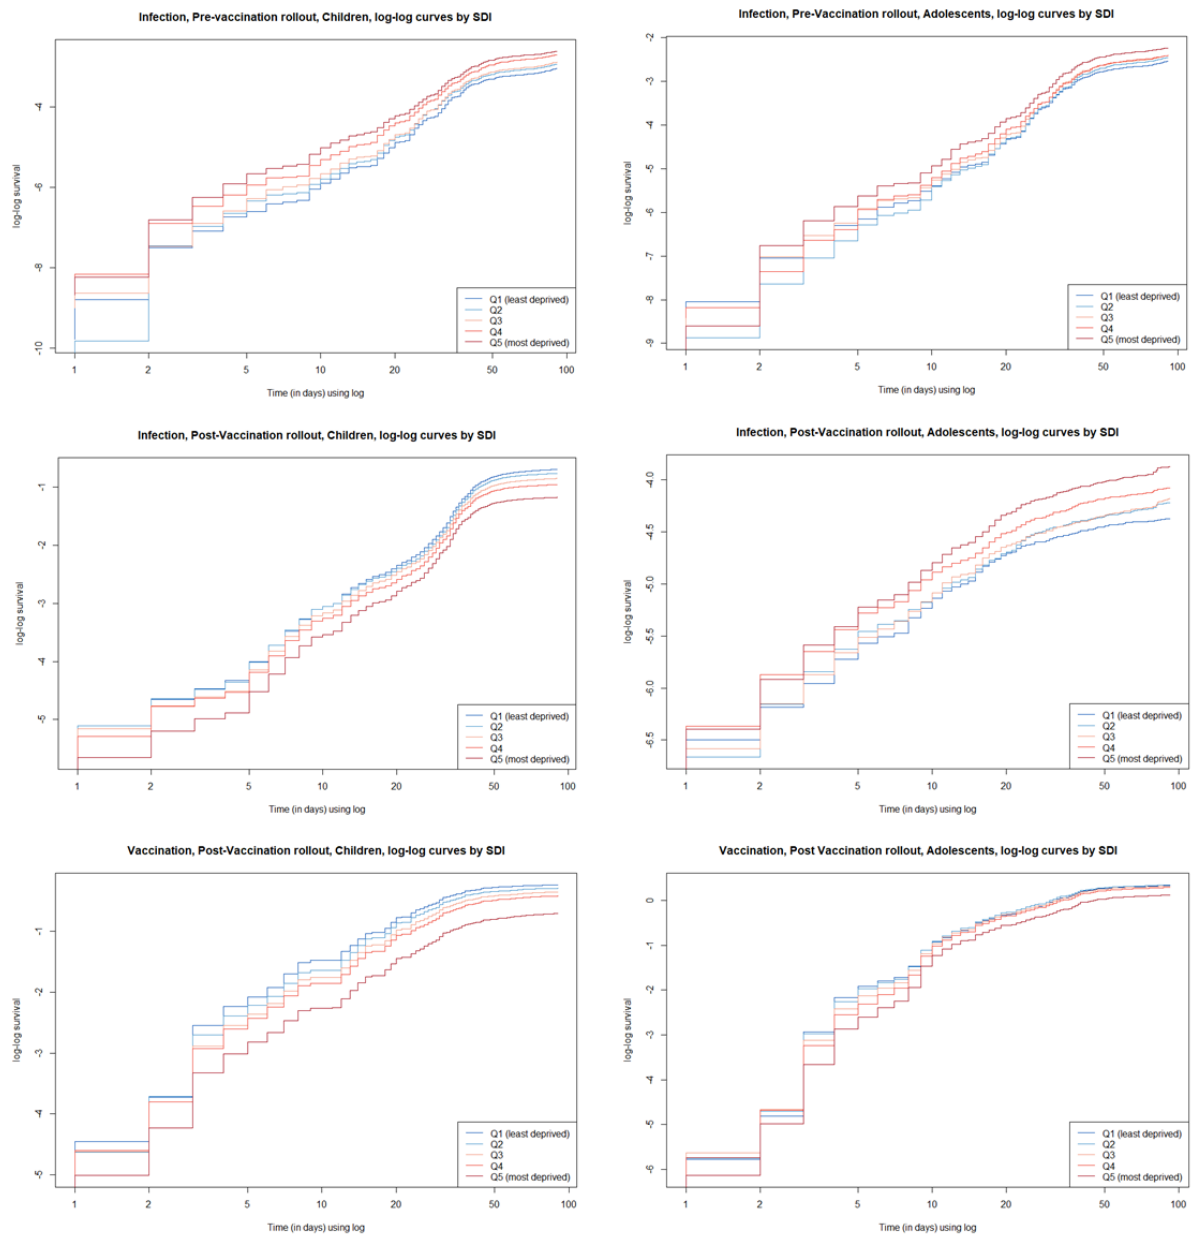 Infection, Pre-vaccination rollout, Children, log-log curves by SDI
log-log survival
-4
-6
-8
-10
Q1 (least deprived)
Q2
Q3
Q4
Q5 (most deprived)
1 2 5 10 20 50 100
Time (in days) using log
Infection, Pre-Vaccination rollout, Adolescents, log-log curves by SDI
log-log survival
-2
-3
-4
-5
-6
-7
-8
-9
Q1 (least deprived)
Q2
Q3
Q4
Q5 (most deprived)
1 2 5 10 20 50 100
Time (in days) using log
Infection, Post-Vaccination rollout, Children, log-log curves by SDI
log-log survival
-1
-2
-3
-4
-5
Q1 (least deprived)
Q2
Q3
Q4
Q5 (most deprived)
1 2 5 10 20 50 100
Time (in days) using log
Infection, Post-Vaccination rollout, Adolescents, log-log curves by SDI
log-log survival
-4.0
-4.5
-5.0
-5.5
-6.0
-6.5
Q1 (least deprived)
Q2
Q3
Q4
Q5 (most deprived)
1 2 5 10 20 50 100
Time (in days) using log
Vaccination, Post-Vaccination rollout, Children, log-log curves by SDI
log-log survival
-1
-2
-3
-4
-5
Q1 (least deprived)
Q2
Q3
Q4
Q5 (most deprived)
1 2 5 10 20 50 100
Time (in days) using log
Vaccination, Post Vaccination rollout, Adolescents, log-log curves by SDI
log-log survival
0
-1
-2
-3
-4
-5
-6
Q1 (least deprived)
Q2
Q3
Q4
Q5 (most deprived)
1 2 5 10 20 50 100
Time (in days) using log